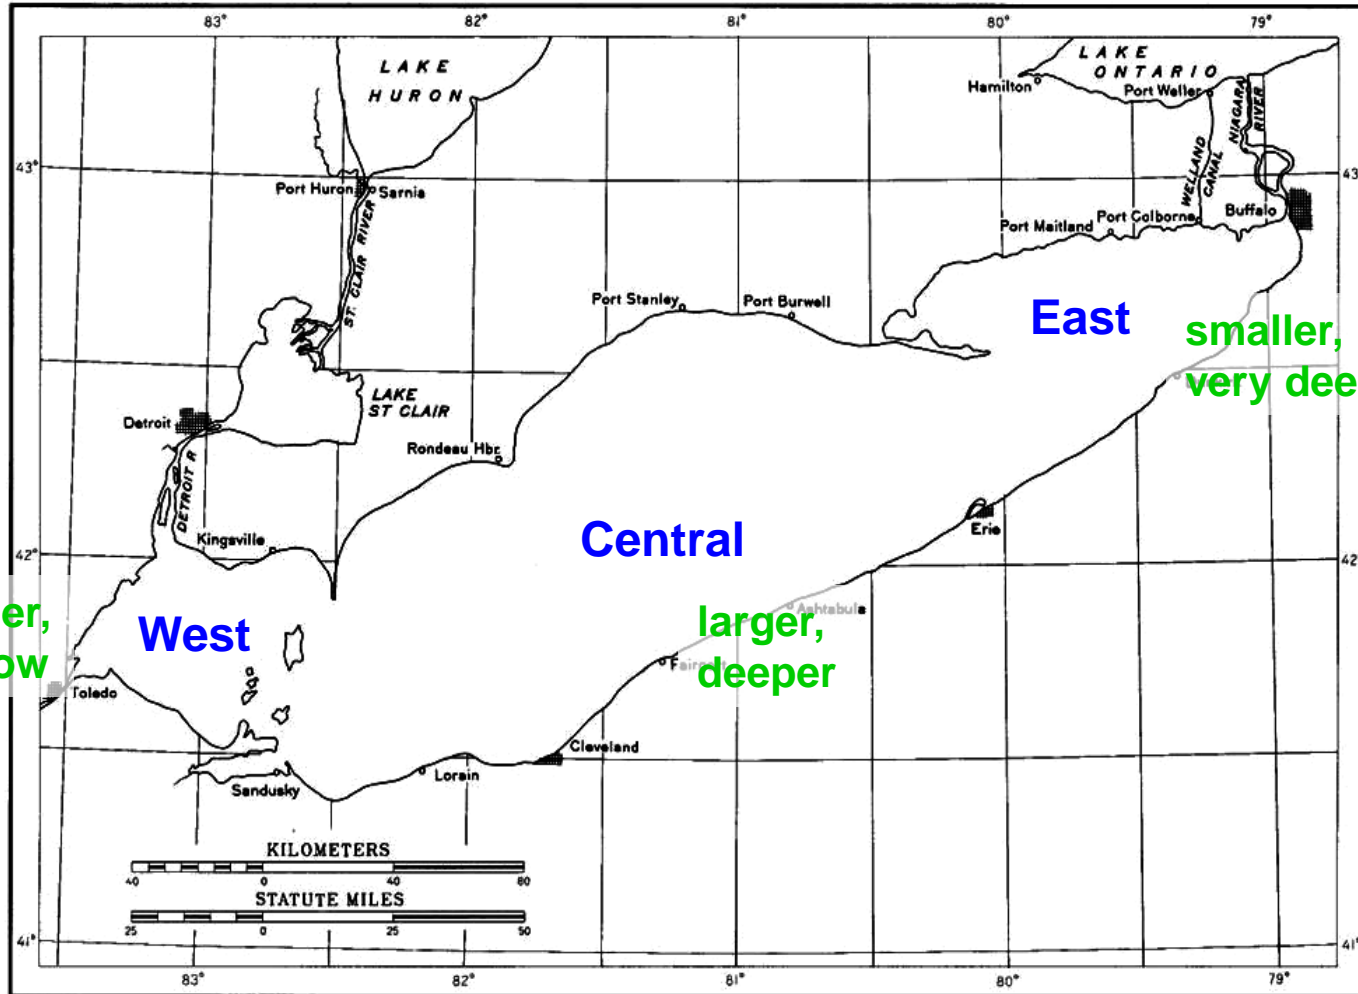 83°
82°
81°
80°
79°
LAKE
HURON
LAKE
ONTARIO
Hamilton
Port Weller
NIAGARA
RIVER
WELLAND
CANAL
43°
43
Port Huron
Sarnia
ST. CLAIR RIVER
Port Maitland
Port Colborne
Buffalo
Port Stanley
Port Burwell
East
smaller,
very dee
LAKE
ST CLAIR
Detroit
Rondeau Hbr.
DETROIT R
Kingsville
Central
Erie
42°
42
er,
ow
West
Ashtabula
larger,
deeper
Toledo
Cleveland
Lorain
Sandusky
KILOMETERS
40 0 40 80
STATUTE MILES
25 0 25 50
41°
41°
83°
82°
81°
80°
79°